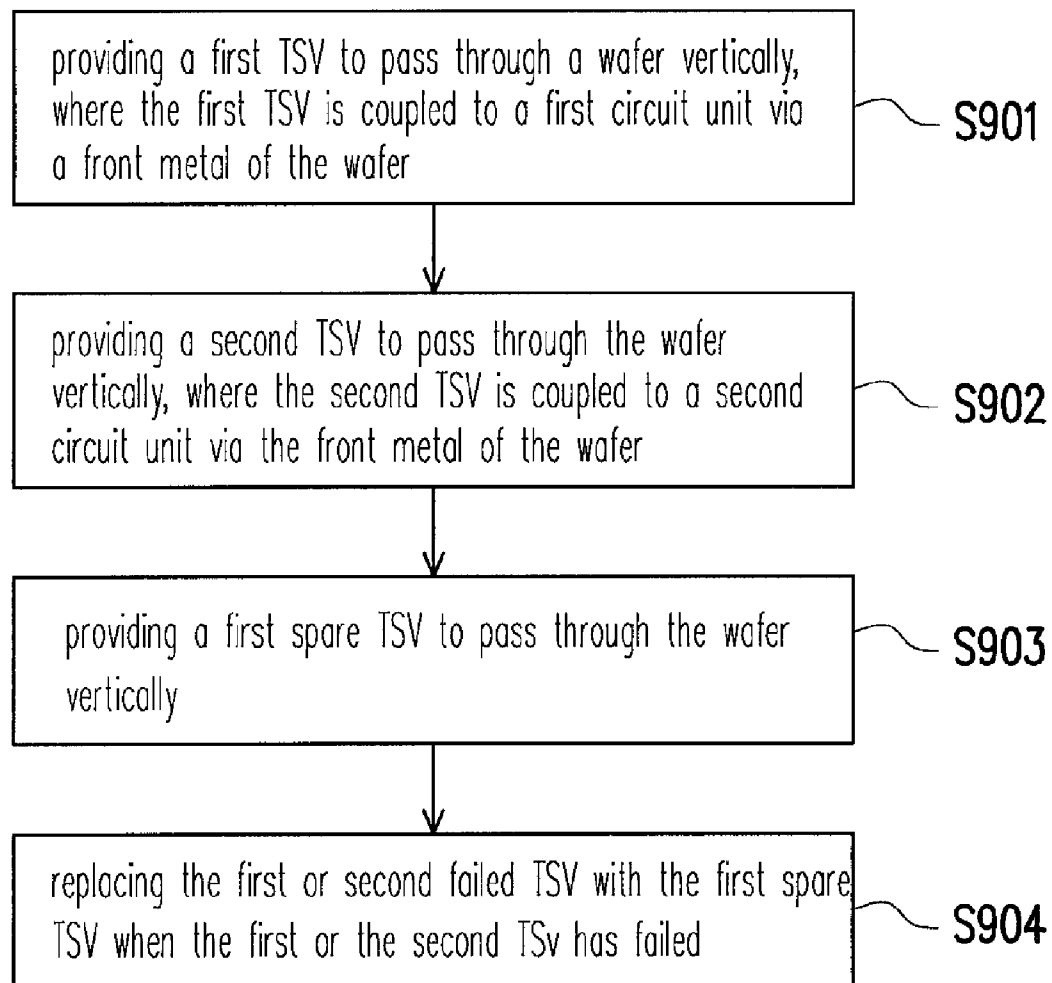 providing a first TSV to pass through a wafer vertically,
where the first TSV is coupled to a first circuit unit via
a front metal of the wafer
S901
providing a second TSV to pass through the wafer
vertically, where the second TSV is coupled to a second
circuit unit via the front metal of the wafer
S902
providing a first spare TSV to pass through the wafer
vertically
S903
replacing the first or second failed TSV with the first spare
TSV when the first or the second TSv has failed
S904